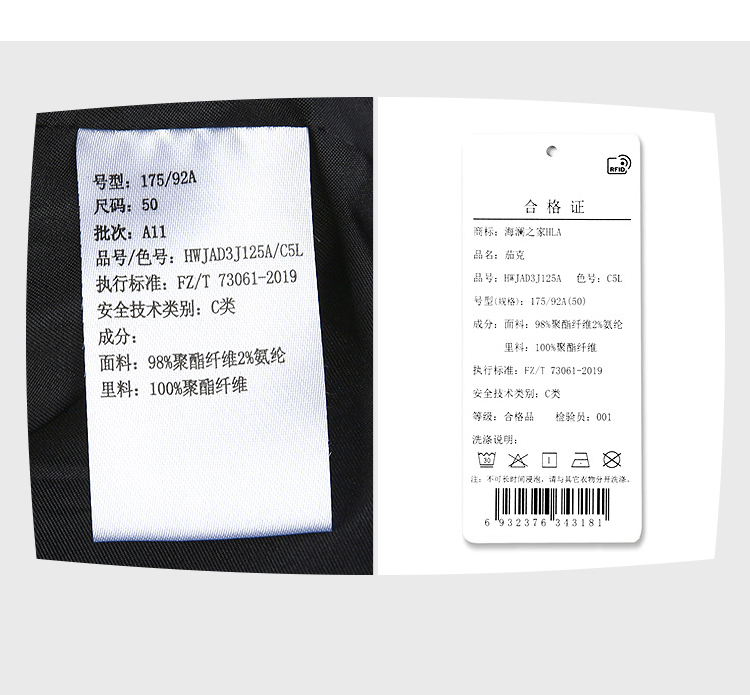 号型：175/92A
尺码：50
批次：A11
品号/色号：HWJAD3J125A/C5L
执行标准：FZ/T 73061-2019
安全技术类别：C类
成分：
面料：98%聚酯纤维2%氨纶
里料：100%聚酯纤维
RFID
合格证
商标：海澜之家HLA
品名：茄克
品号：HWJAD3J125A 色号：C5L
号型(规格)：175/92A(50)
成分：面料：98%聚酯纤维2%氨纶
里料：100%聚酯纤维
执行标准：FZ/T 73061-2019
安全技术类别：C类
等级：合格品 检验员：001
洗涤说明：
30
注：不可长时间浸泡，请与其它衣物分开洗涤。
6 932376 343181